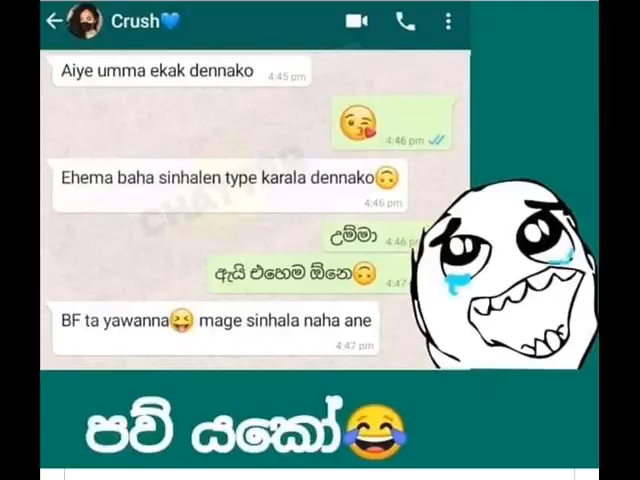 Crush💙
Aiye umma ekak dennako 4:45 pm
😘
4:46 pm
Ehema baha sinhalen type karala dennako🙃
4:46 pm
උම්මා 4:46 pm
ඇයි එහෙම ඕනෙ🙃 4:47
BF ta yawanna😝 mage sinhala naha ane
4:47 pm
පව් යකෝ😂